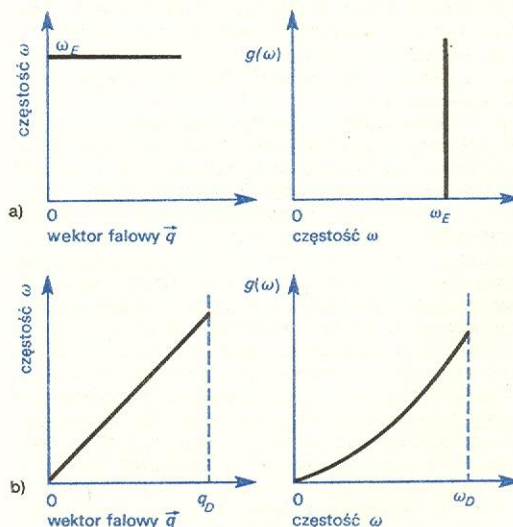 częstość ω
ω_E
0
wektor falowy q⃗
g(ω)
0
ω_E
częstość ω
a)
częstość ω
0
q_D
wektor falowy q⃗
g(ω)
0
ω_D
częstość ω
b)